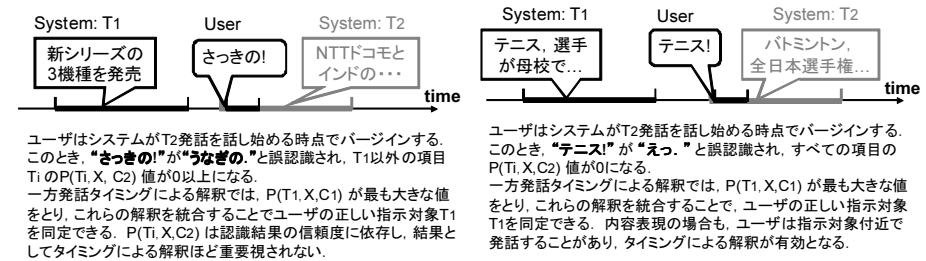 System: T1
User
System: T2
新シリーズの
3機種を発売
さっきの!
NTTドコモと
インドの・・・
time
ユーザはシステムがT2発話を話し始める時点でバージインする.
このとき, “さっきの!”が“うなぎの.”と誤認識され, T1以外の項目
Ti のP(Ti, X, C2) 値が0以上になる.
一方発話タイミングによる解釈では, P(T1,X,C1) が最も大きな値
をとり, これらの解釈を統合することでユーザの正しい指示対象T1
を同定できる. P(Ti,X,C2) は認識結果の信頼度に依存し, 結果と
してタイミングによる解釈ほど重要視されない.
System: T1
User
System: T2
テニス, 選手
が母校で...
テニス!
バトミントン,
全日本選手権...
time
ユーザはシステムがT2発話を話し始める時点でバージインする.
このとき, “テニス!” が “えっ. ” と誤認識され, すべての項目の
P(Ti, X, C2) 値が0になる.
一方発話タイミングによる解釈では, P(T1,X,C1) が最も大きな値
をとり, これらの解釈を統合することで, ユーザの正しい指示対象
T1を同定できる. 内容表現の場合も, ユーザは指示対象付近で
発話することがあり, タイミングによる解釈が有効となる.